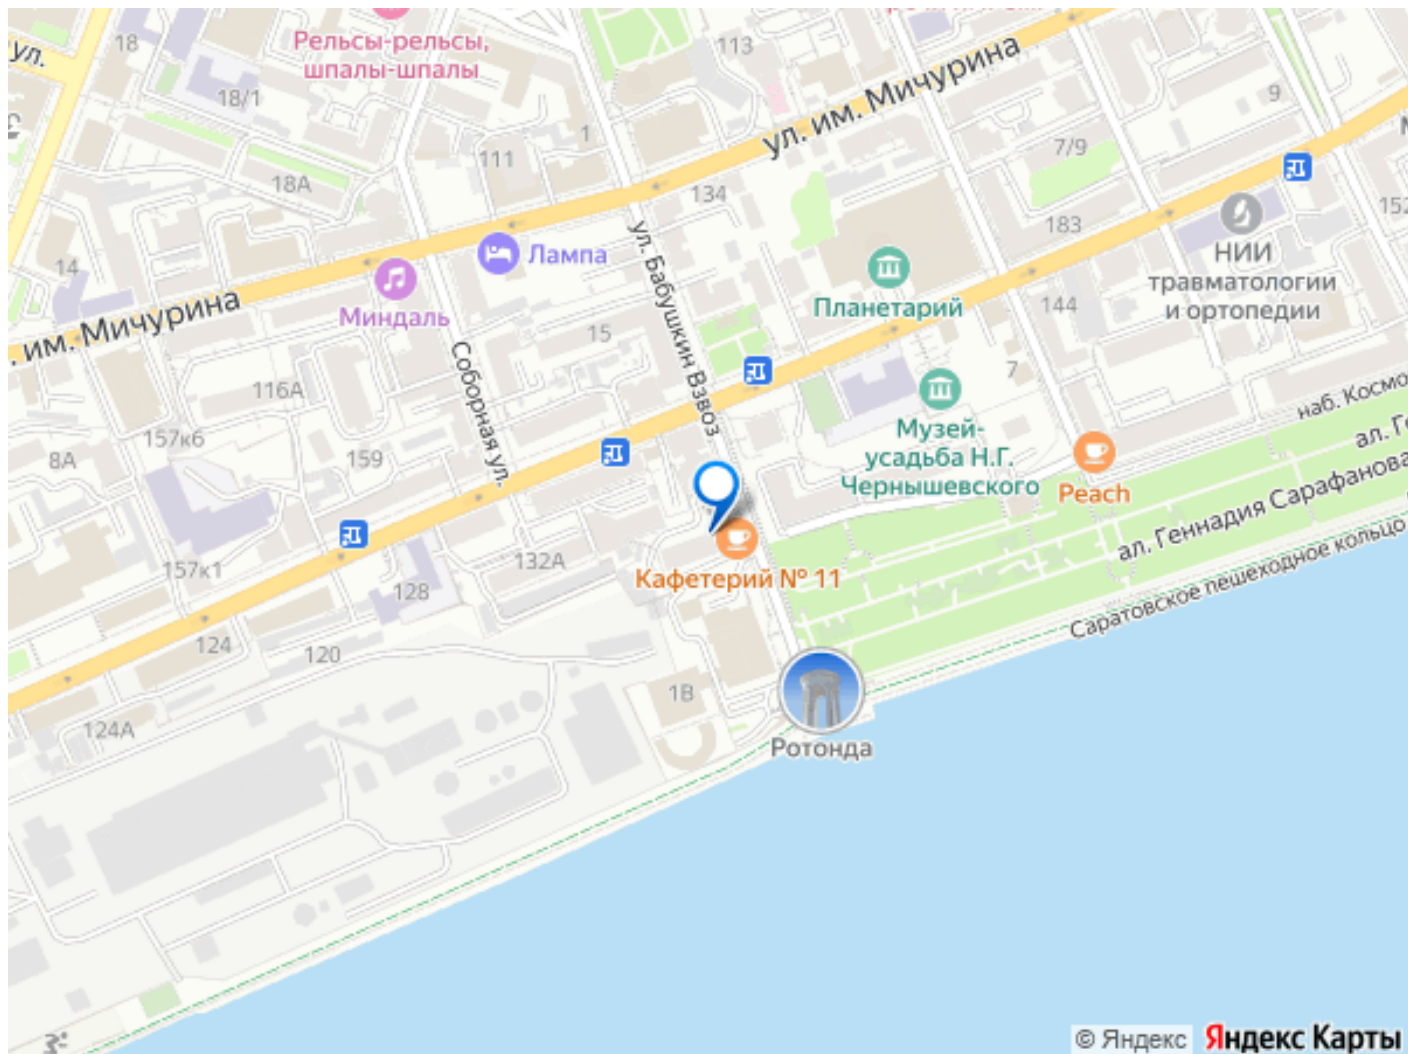 ул.
18
Рельсы-рельсы,
шпалы-шпалы
113
ул. им. Мичурина
18/1
1
9
7/9
111
18А
134
152
183
ул. Бабушкин Взвоз
НИИ
травматологии
и ортопедии
Лампа
14
Планетарий
144
Миндаль
. им. Мичурина
15
Соборная ул.
116А
7
наб. Космо
157к6
Музей-
усадьба Н.Г.
Чернышевского
8А
159
Peach
ал. Геннадия Сарафанова
132А
157к1
Кафетерий № 11
128
Саратовское пешеходное кольцо
124
120
1В
124А
Ротонда
© Яндекс Яндекс Карты